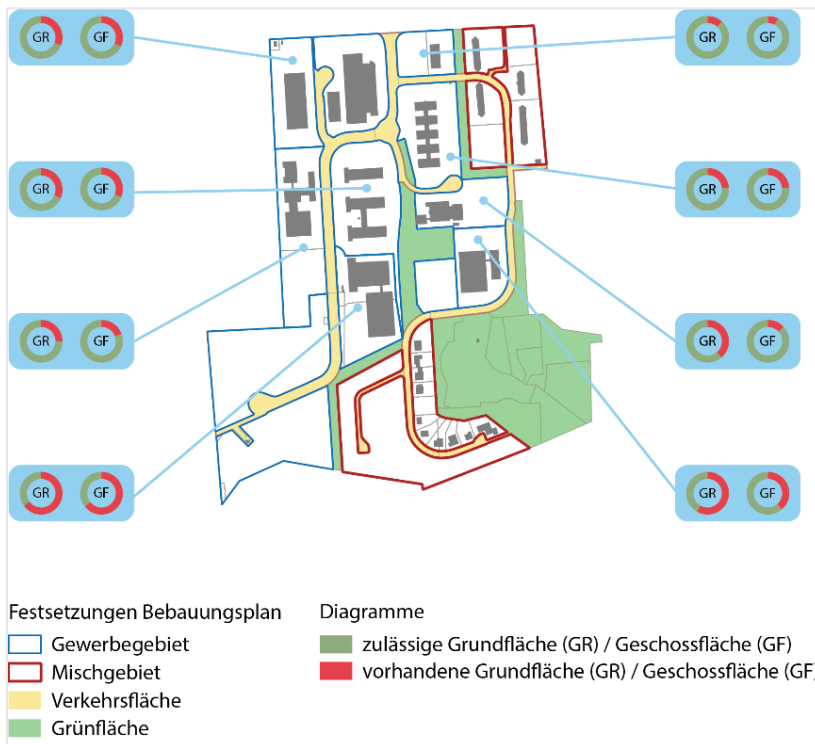 GR GF GR GF
GR GF GR GF
GR GF GR GF
GR GF GR GF
Festsetzungen Bebauungsplan
Gewerbegebiet
Mischgebiet
Verkehrsfläche
Grünfläche
Diagramme
zulässige Grundfläche (GR) / Geschossfläche (GF)
vorhandene Grundfläche (GR) / Geschossfläche (GF)